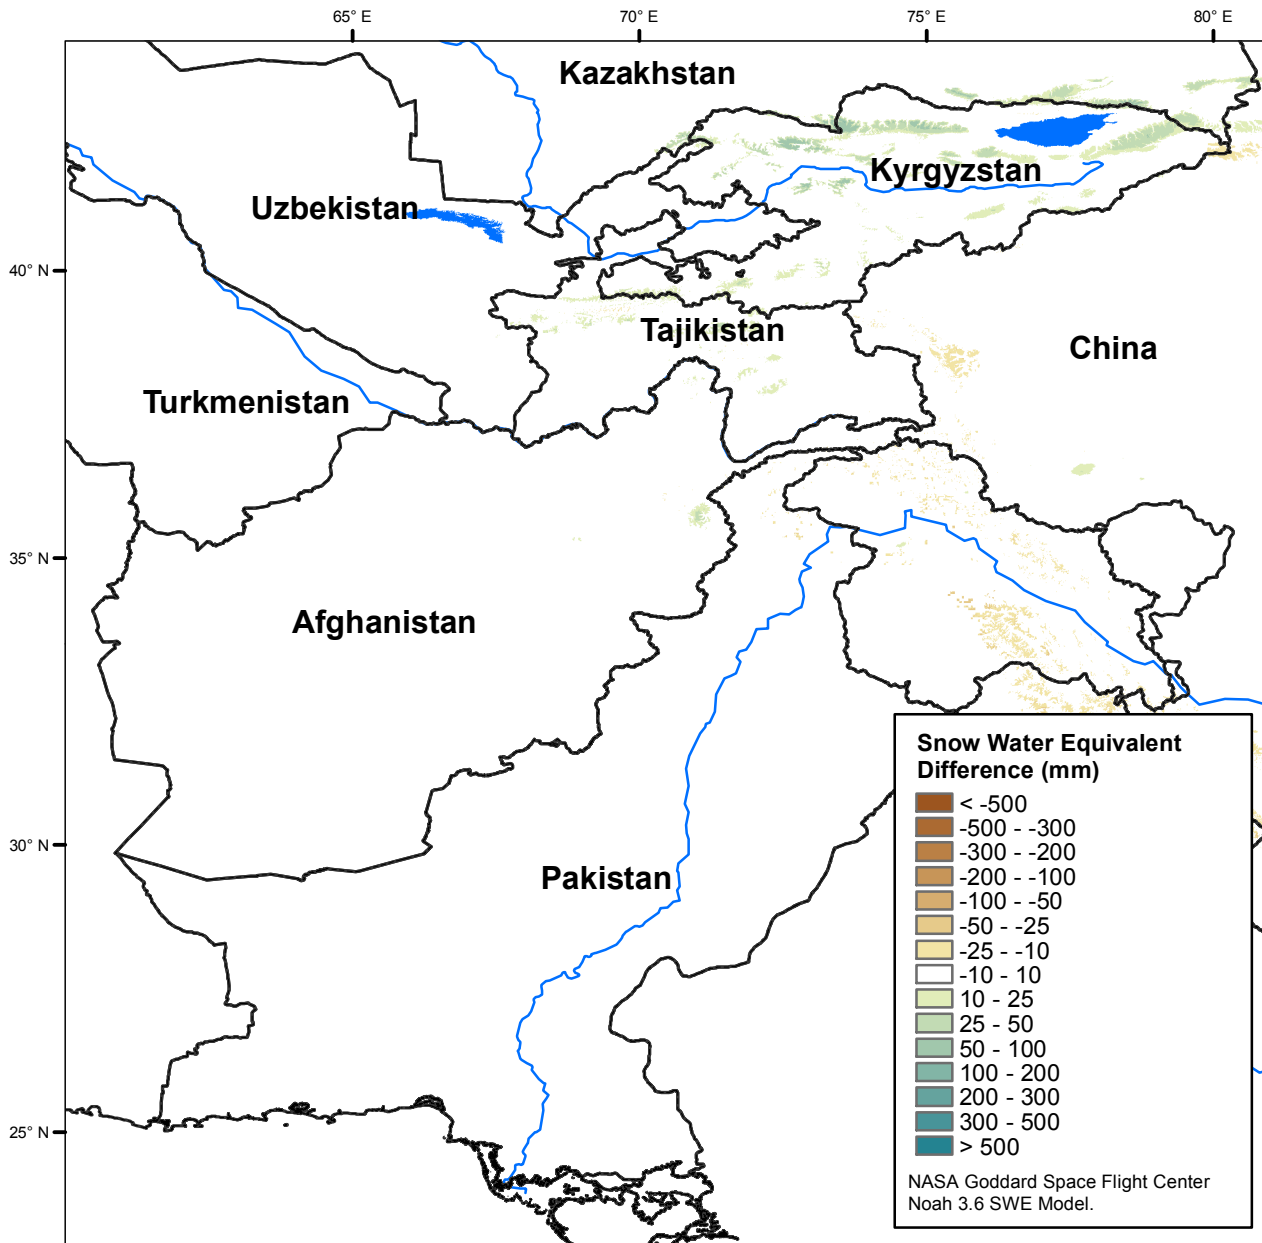 65° E
70° E
75° E
80° E
Kazakhstan
Kyrgyzstan
Uzbekistan
40° N
Tajikistan
China
Turkmenistan
35° N
Afghanistan
Snow Water Equivalent
Difference (mm)
< -500
-500 - -300
-300 - -200
-200 - -100
-100 - -50
-50 - -25
-25 - -10
-10 - 10
10 - 25
25 - 50
50 - 100
100 - 200
200 - 300
300 - 500
> 500
NASA Goddard Space Flight Center
Noah 3.6 SWE Model.
30° N
Pakistan
25° N